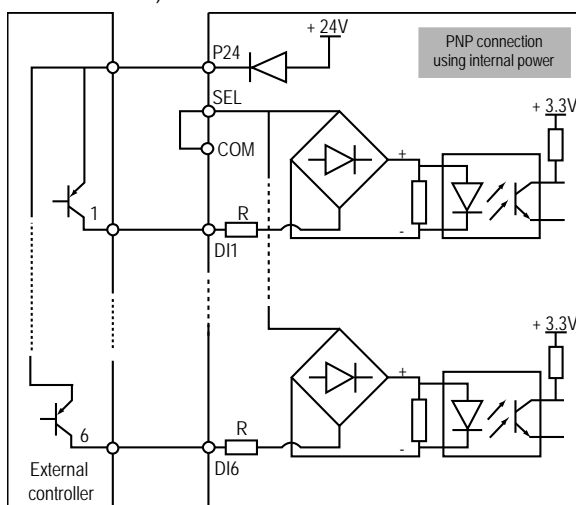 + 24V
P24
PNP connection
using internal power
SEL
+ 3.3V
COM
+
1
R
-
DI1
+ 3.3V
+
6
R
-
DI6
External
controller